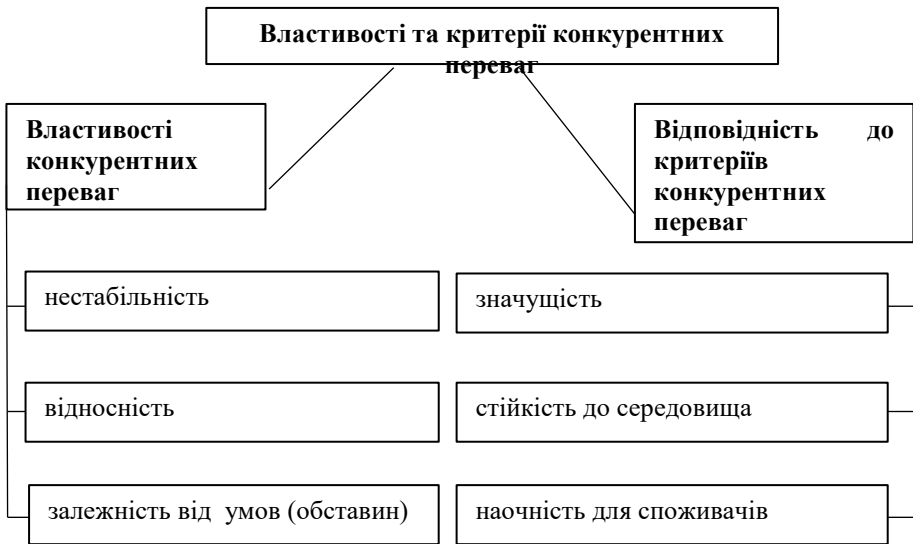 Властивості та критерії конкурентних
переваг
Властивості
конкурентних
переваг
Відповідність до
критеріїв
конкурентних
переваг
нестабільність
значущість
відносність
стійкість до середовища
залежність від умов (обставин)
наочність для споживачів